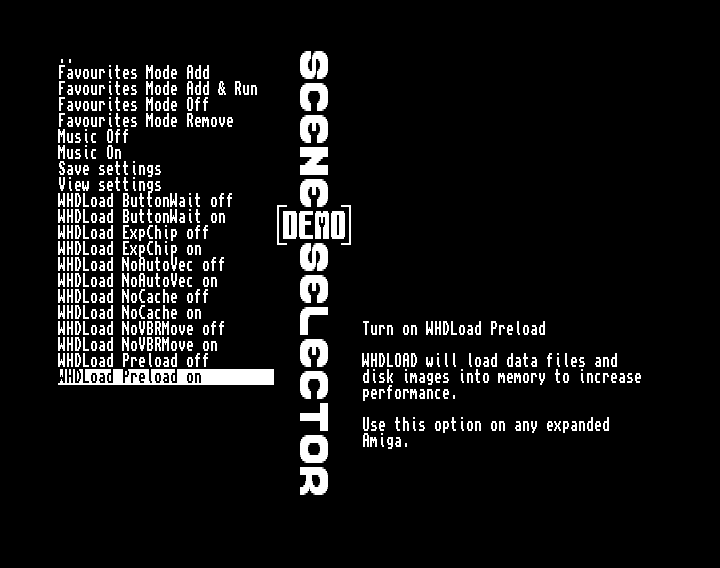 ..
Favourites Mode Add
Favourites Mode Add & Run
Favourites Mode Off
Favourites Mode Remove
Music Off
Music On
Save settings
View settings
WHDLoad ButtonWait off
WHDLoad ButtonWait on
WHDLoad ExpChip off
WHDLoad ExpChip on
WHDLoad NoAutoVec off
WHDLoad NoAutoVec on
WHDLoad NoCache off
WHDLoad NoCache on
WHDLoad NoVBRMove off
WHDLoad NoVBRMove on
WHDLoad Preload off
WHDLoad Preload on
SCENE
[DEMO]
SELECTOR
Turn on WHDLoad Preload
WHDLOAD will load data files and
disk images into memory to increase
performance.
Use this option on any expanded
Amiga.